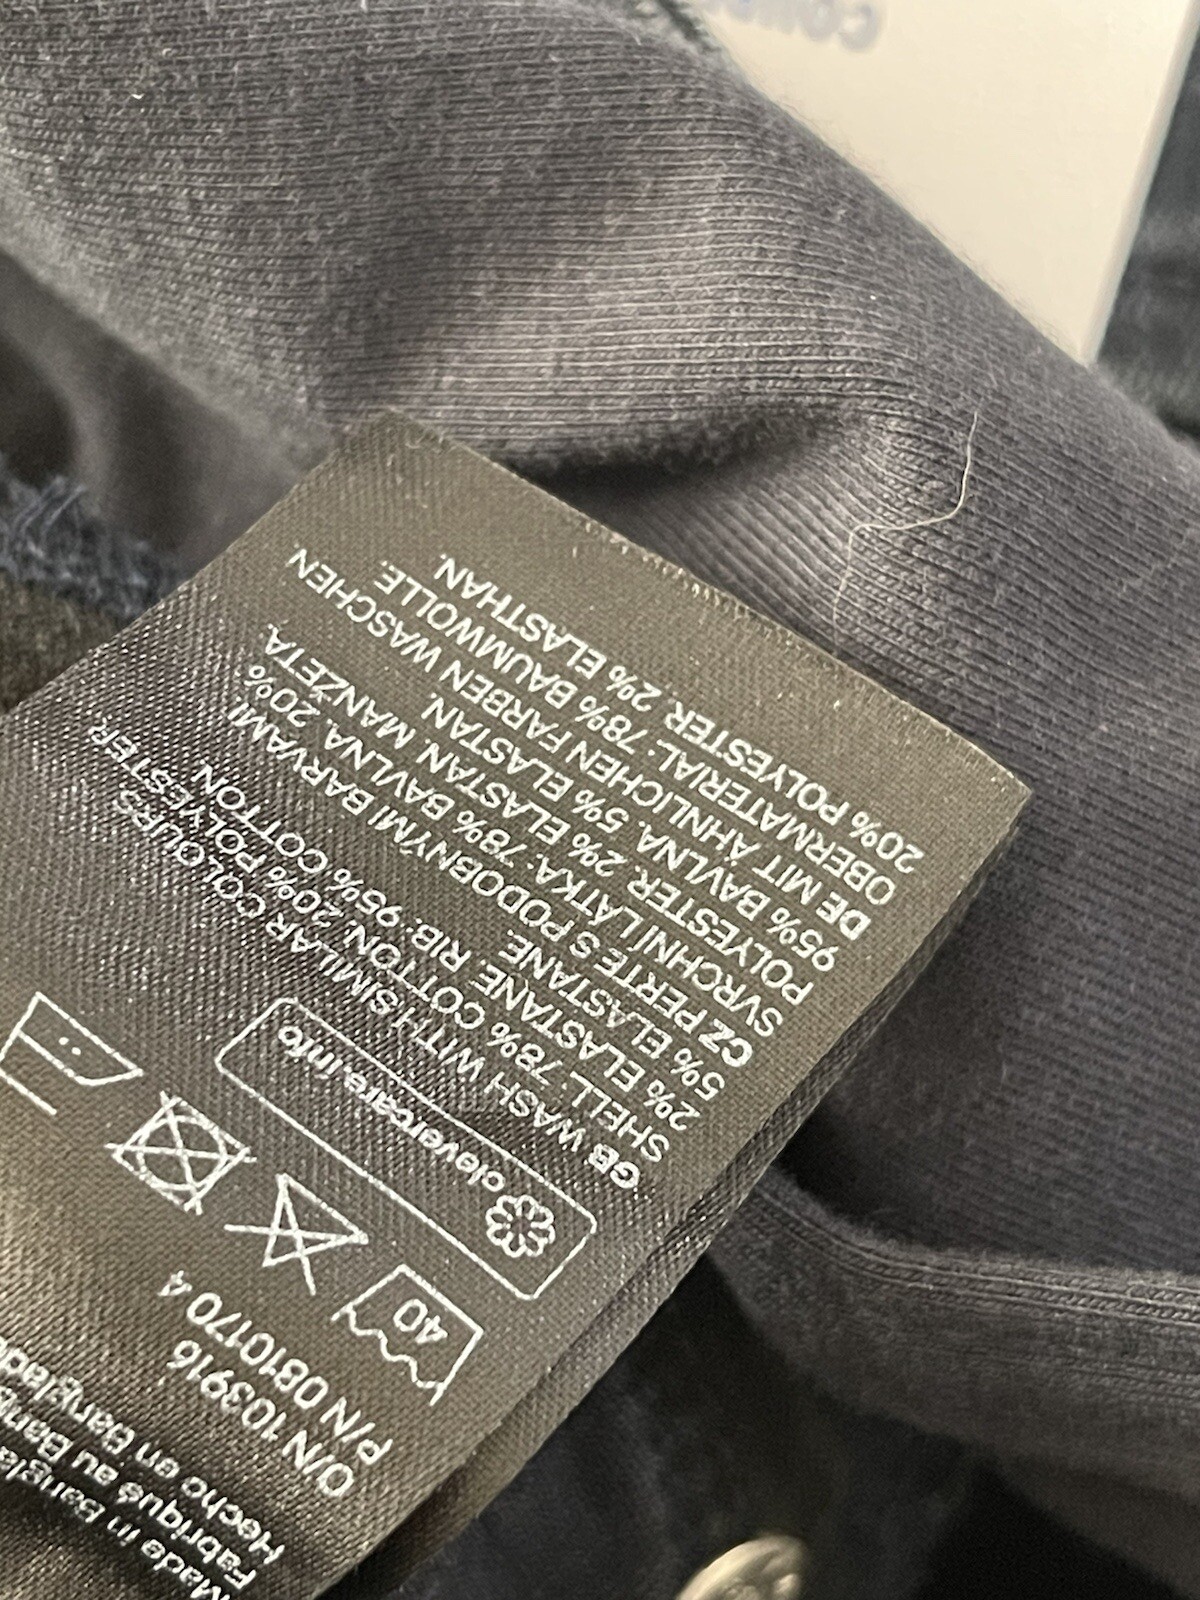 Made in Bangla
Fabriqué au Bang
Hecho en Banglade
O/N 103916
P/N 0810170 4
40
clevercare.info
GB WASH WITH SIMILAR COLOURS
SHELL: 78% COTTON, 20% POLYESTER
2% ELASTANE. RIB: 95% COTTON
5% ELASTANE.
CZ PERTE S PODOBNÝMI BARVAMI
SVRCHNÍ LÁTKA: 78% BAVLNA, 20%
POLYESTER, 2% ELASTAN. MANŽETA:
95% BAVLNA, 5% ELASTAN.
DE MIT ÄHNLICHEN FARBEN WASCHEN
OBERMATERIAL: 78% BAUMWOLLE.
20% POLYESTER. 2% ELASTHAN.